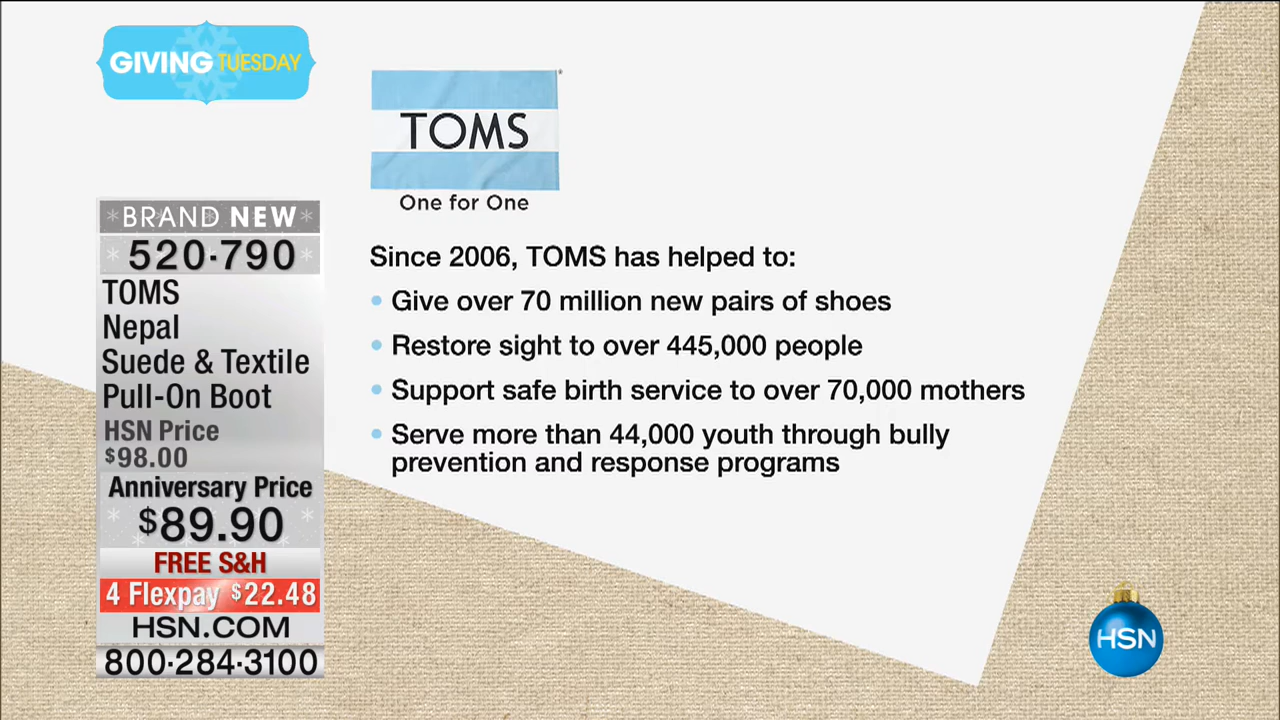 GIVING TUESDAY
TOMS
One for One
BRAND NEW
520·790
TOMS
Nepal
Suede & Textile
Pull-On Boot
HSN Price
$98.00
Anniversary Price
$89.90
FREE S&H
4 Flexpay $22.48
HSN.COM
800·284·3100
Since 2006, TOMS has helped to:
• Give over 70 million new pairs of shoes
• Restore sight to over 445,000 people
• Support safe birth service to over 70,000 mothers
• Serve more than 44,000 youth through bully
prevention and response programs
HSN